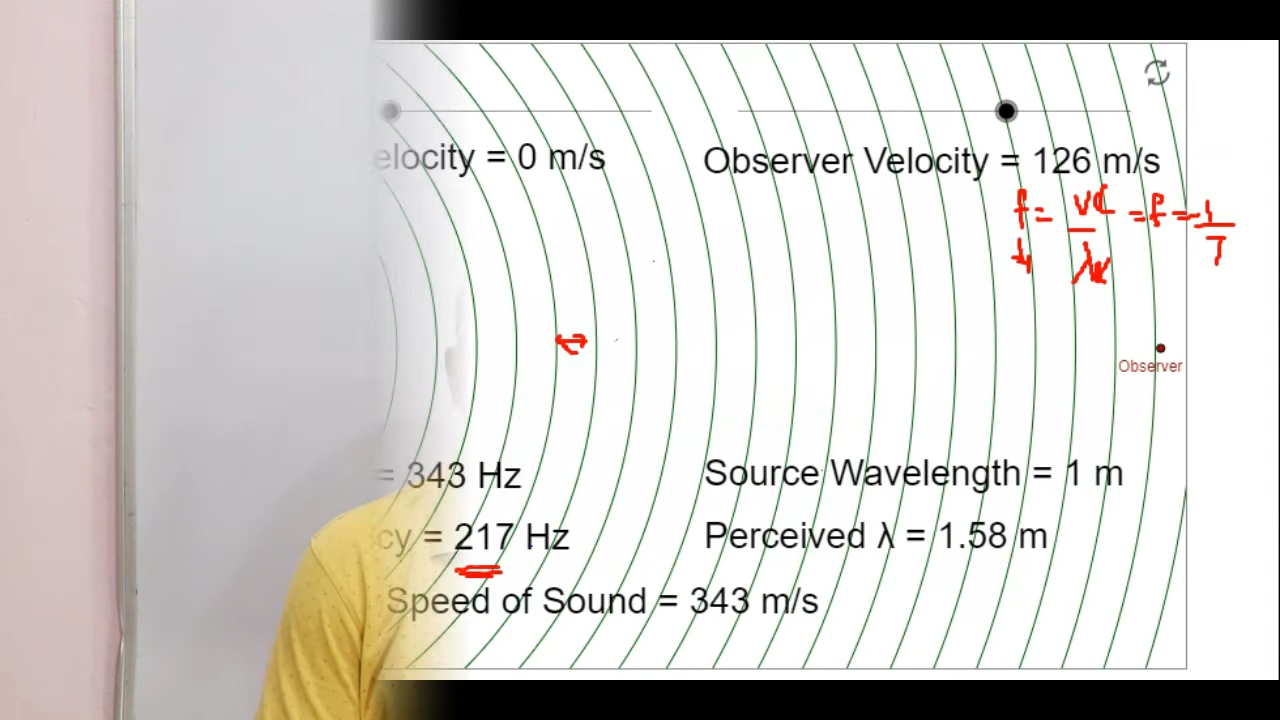 elocity = 0 m/s
Observer Velocity = 126 m/s
f = = f = 1/T
Observer
= 343 Hz
Source Wavelength = 1 m
cy = 217 Hz
Perceived λ = 1.58 m
Speed of Sound = 343 m/s